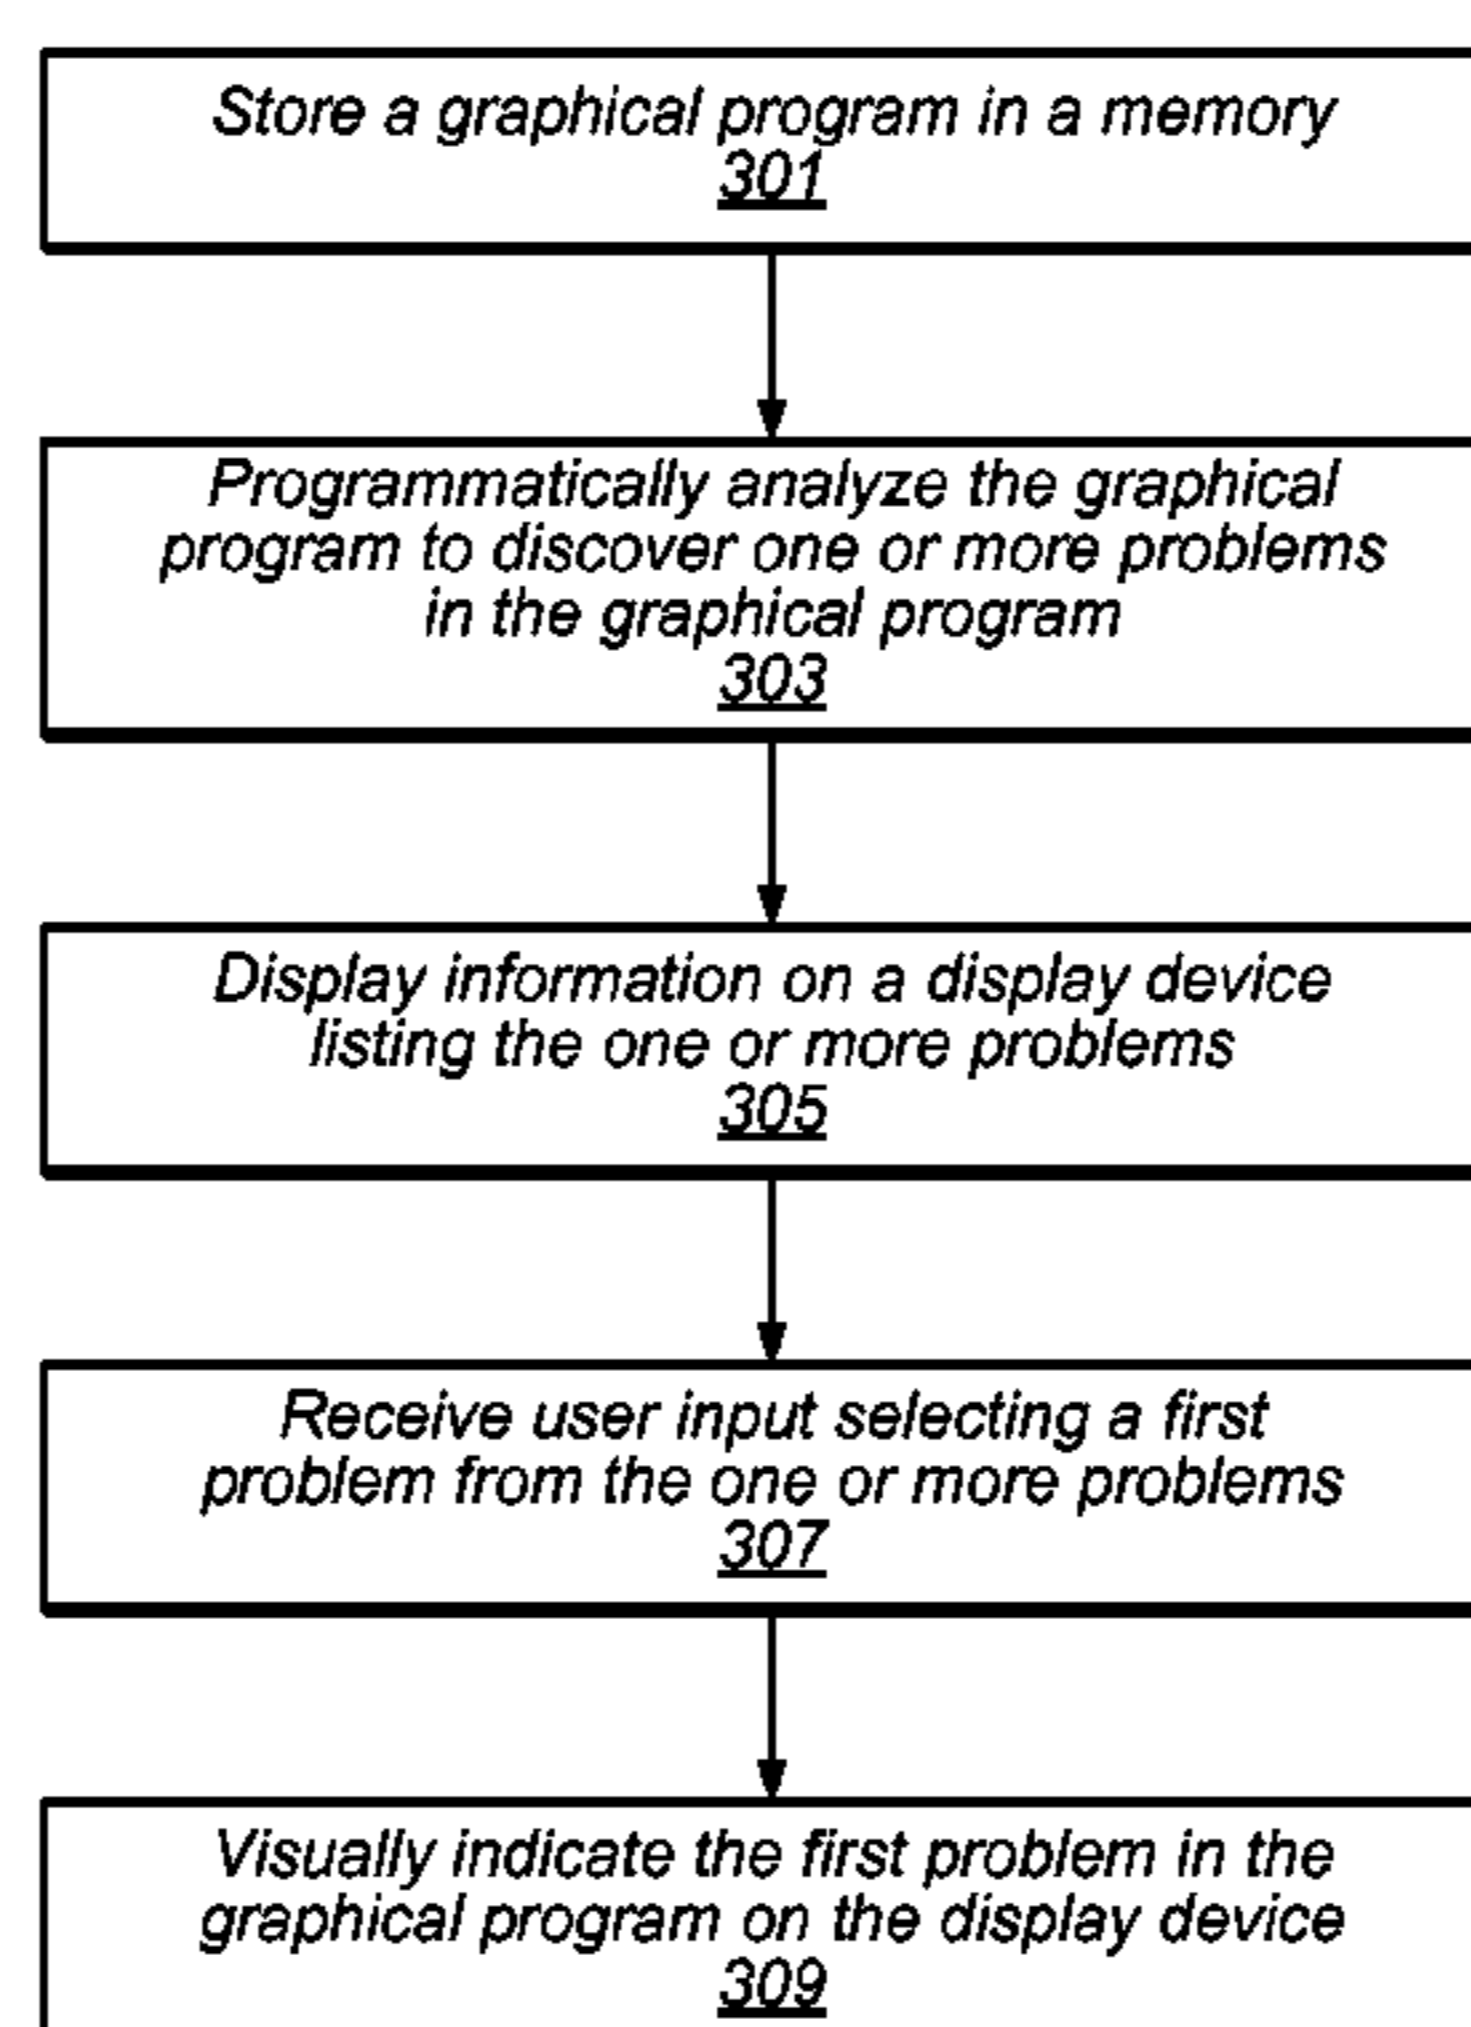 Store a graphical program in a memory
301
Programmatically analyze the graphical
program to discover one or more problems
in the graphical program
303
Display information on a display device
listing the one or more problems
305
Receive user input selecting a first
problem from the one or more problems
307
Visually indicate the first problem in the
graphical program on the display device
309